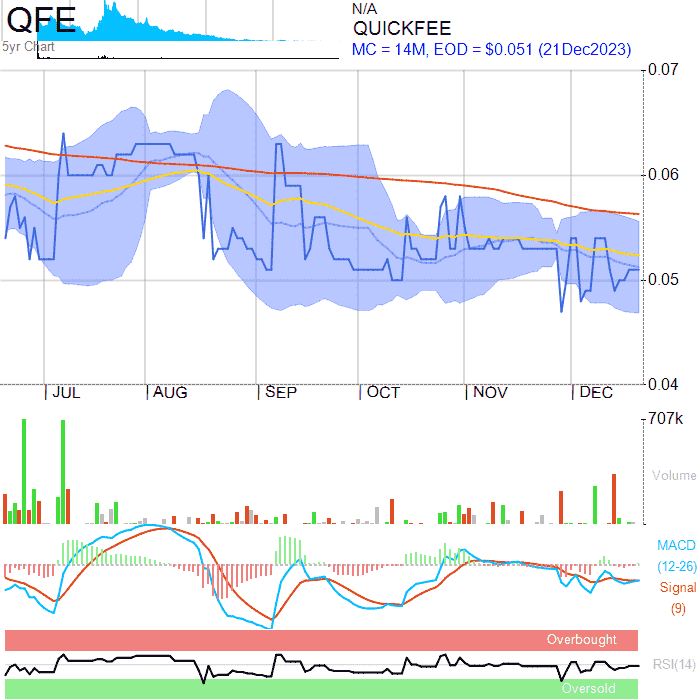 QFE
5yr Chart
N/A
QUICKFEE
MC = 14M, EOD = $0.051 (21Dec2023)
0.07
0.06
0.05
0.04
JUL AUG SEP OCT NOV DEC
707k
Volume
MACD
(12-26)
Signal
(9)
Overbought
RSI(14)
Oversold